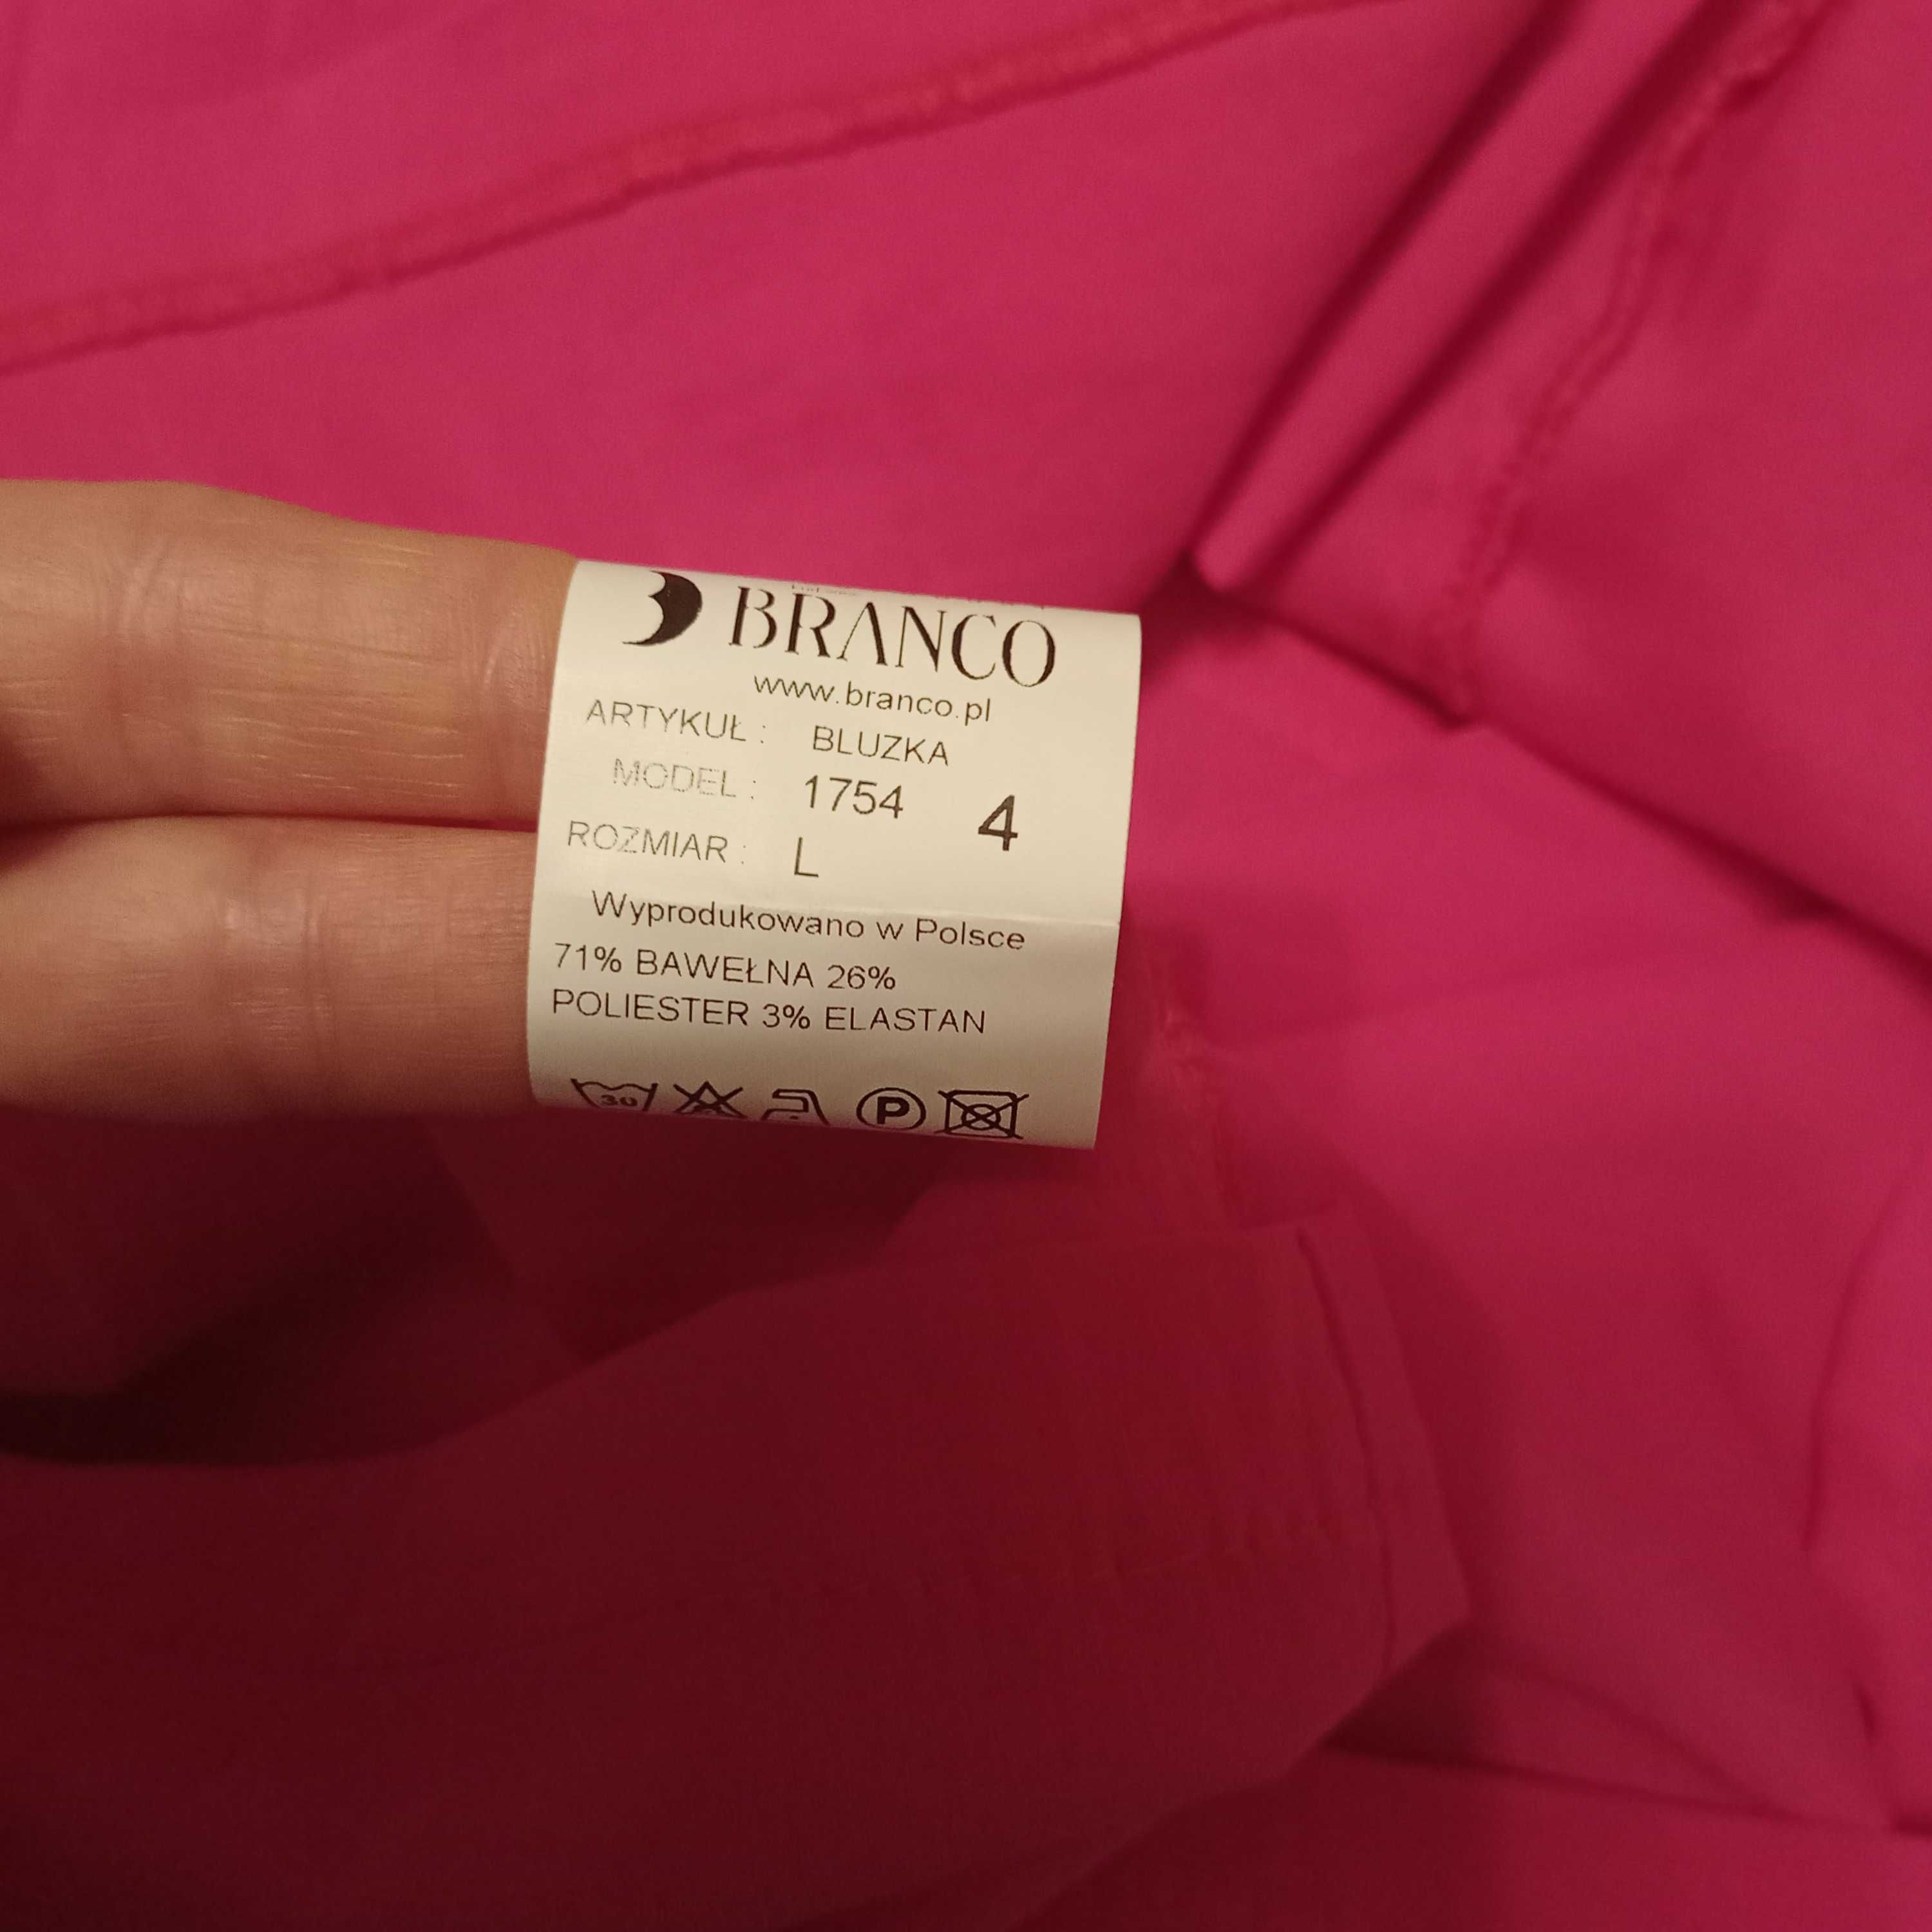 BRANCO
www.branco.pl
ARTYKUŁ : BLUZKA
MODEL : 1754 4
ROZMIAR : L
Wyprodukowano w Polsce
71% BAWEŁNA 26%
POLIESTER 3% ELASTAN
30 P